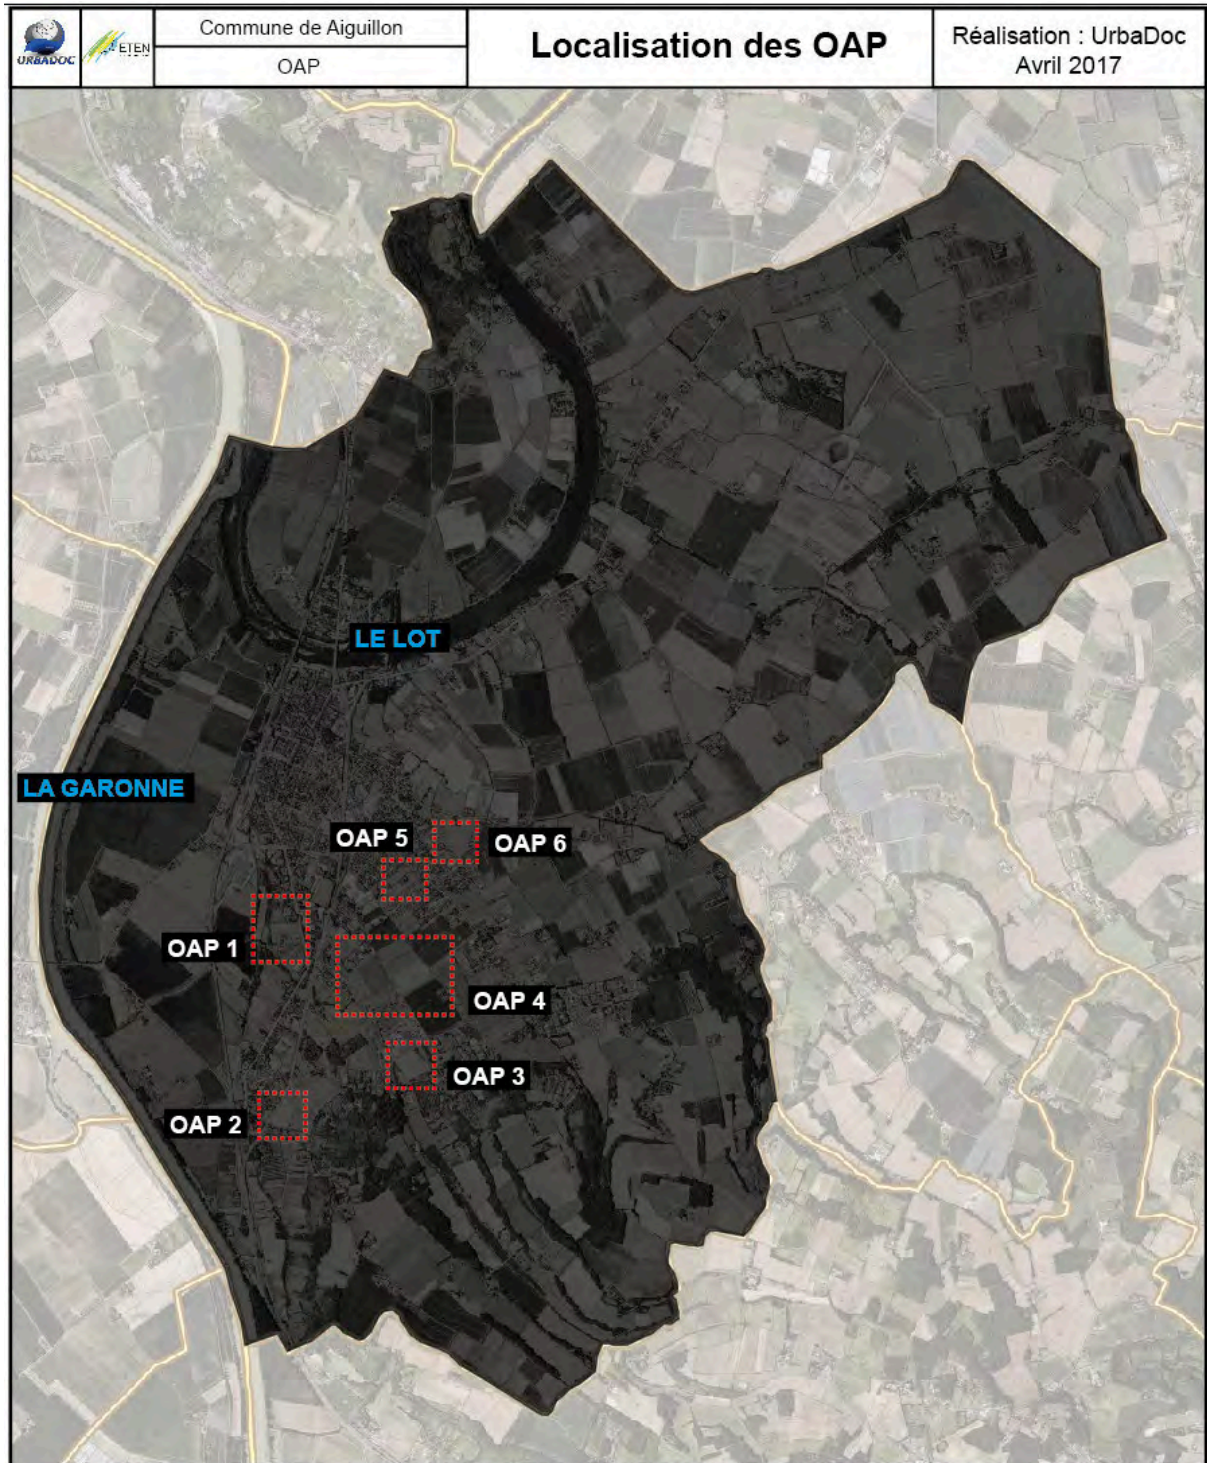 URBADOC
ETEN
Commune de Aiguillon
OAP
Localisation des OAP
Réalisation : UrbaDoc
Avril 2017
LE LOT
LA GARONNE
OAP 5
OAP 6
OAP 1
OAP 4
OAP 3
OAP 2